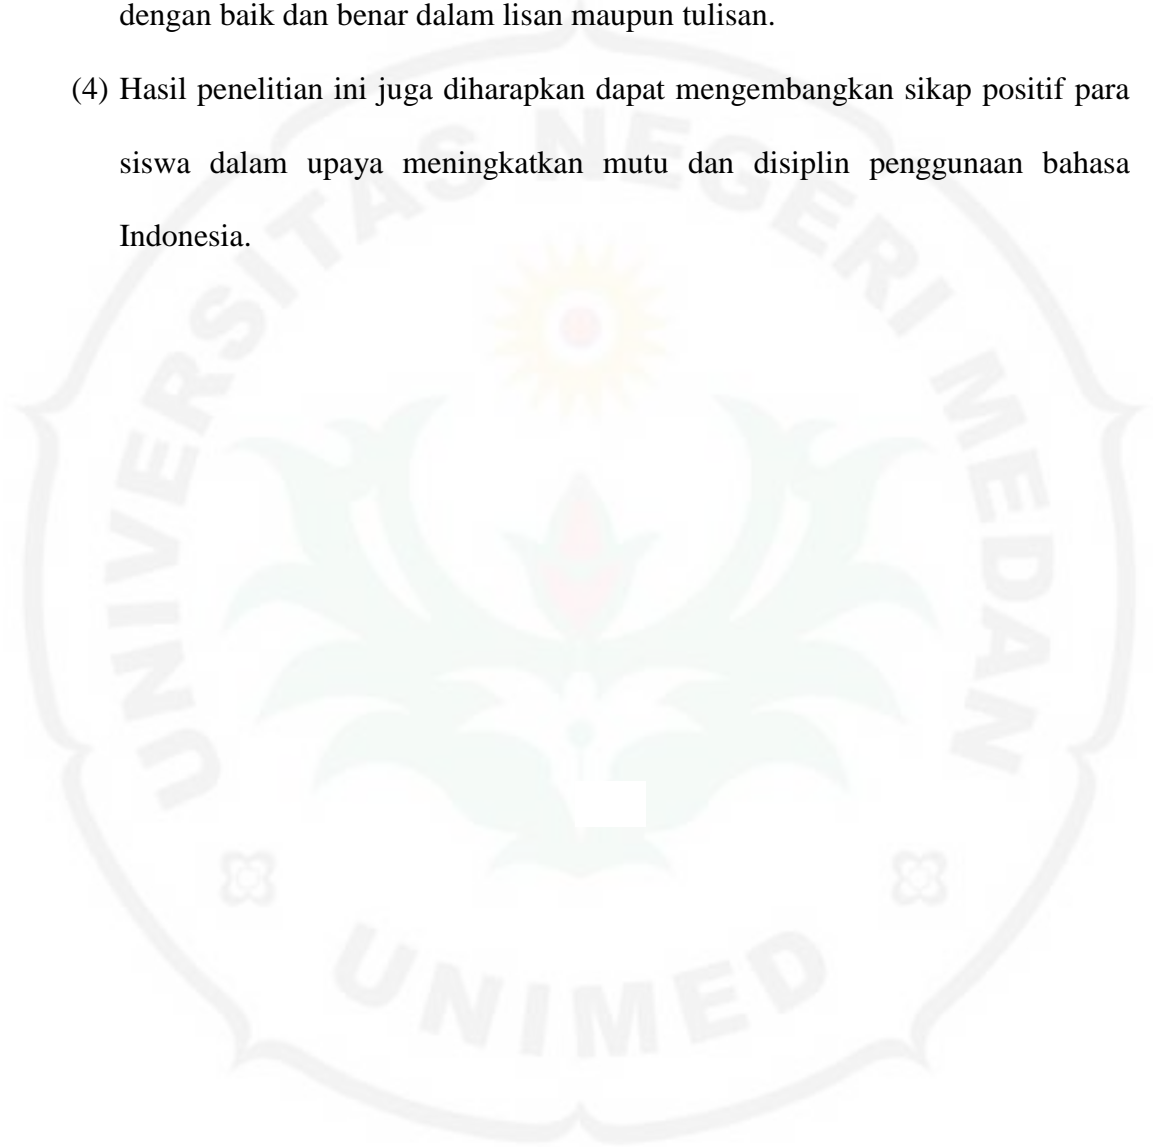 dengan baik dan benar dalam lisan maupun tulisan.
(4) Hasil penelitian ini juga diharapkan dapat mengembangkan sikap positif para
siswa dalam upaya meningkatkan mutu dan disiplin penggunaan bahasa
Indonesia.
UNIVERSITAS NEGERI MEDAN
UNIMED